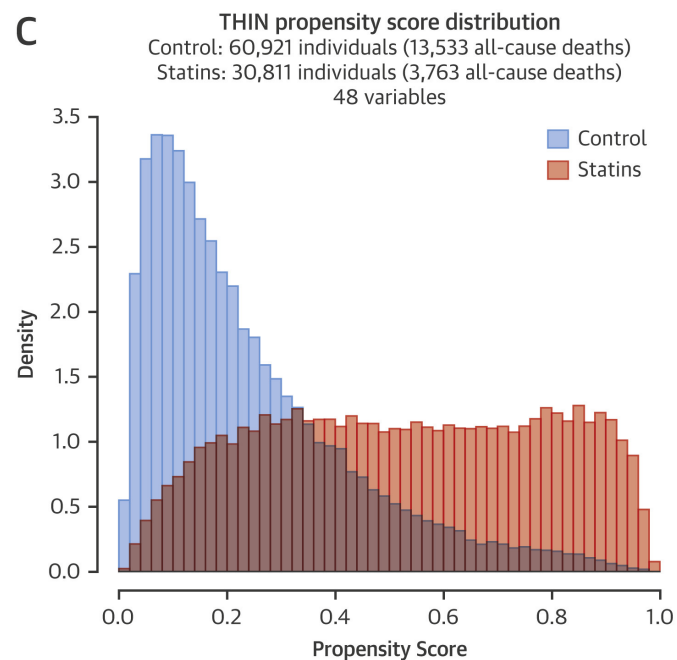 C
THIN propensity score distribution
Control: 60,921 individuals (13,533 all-cause deaths)
Statins: 30,811 individuals (3,763 all-cause deaths)
48 variables
Control
Statins
3.5
3.0
2.5
2.0
1.5
1.0
0.5
0.0
Density
0.0 0.2 0.4 0.6 0.8 1.0
Propensity Score